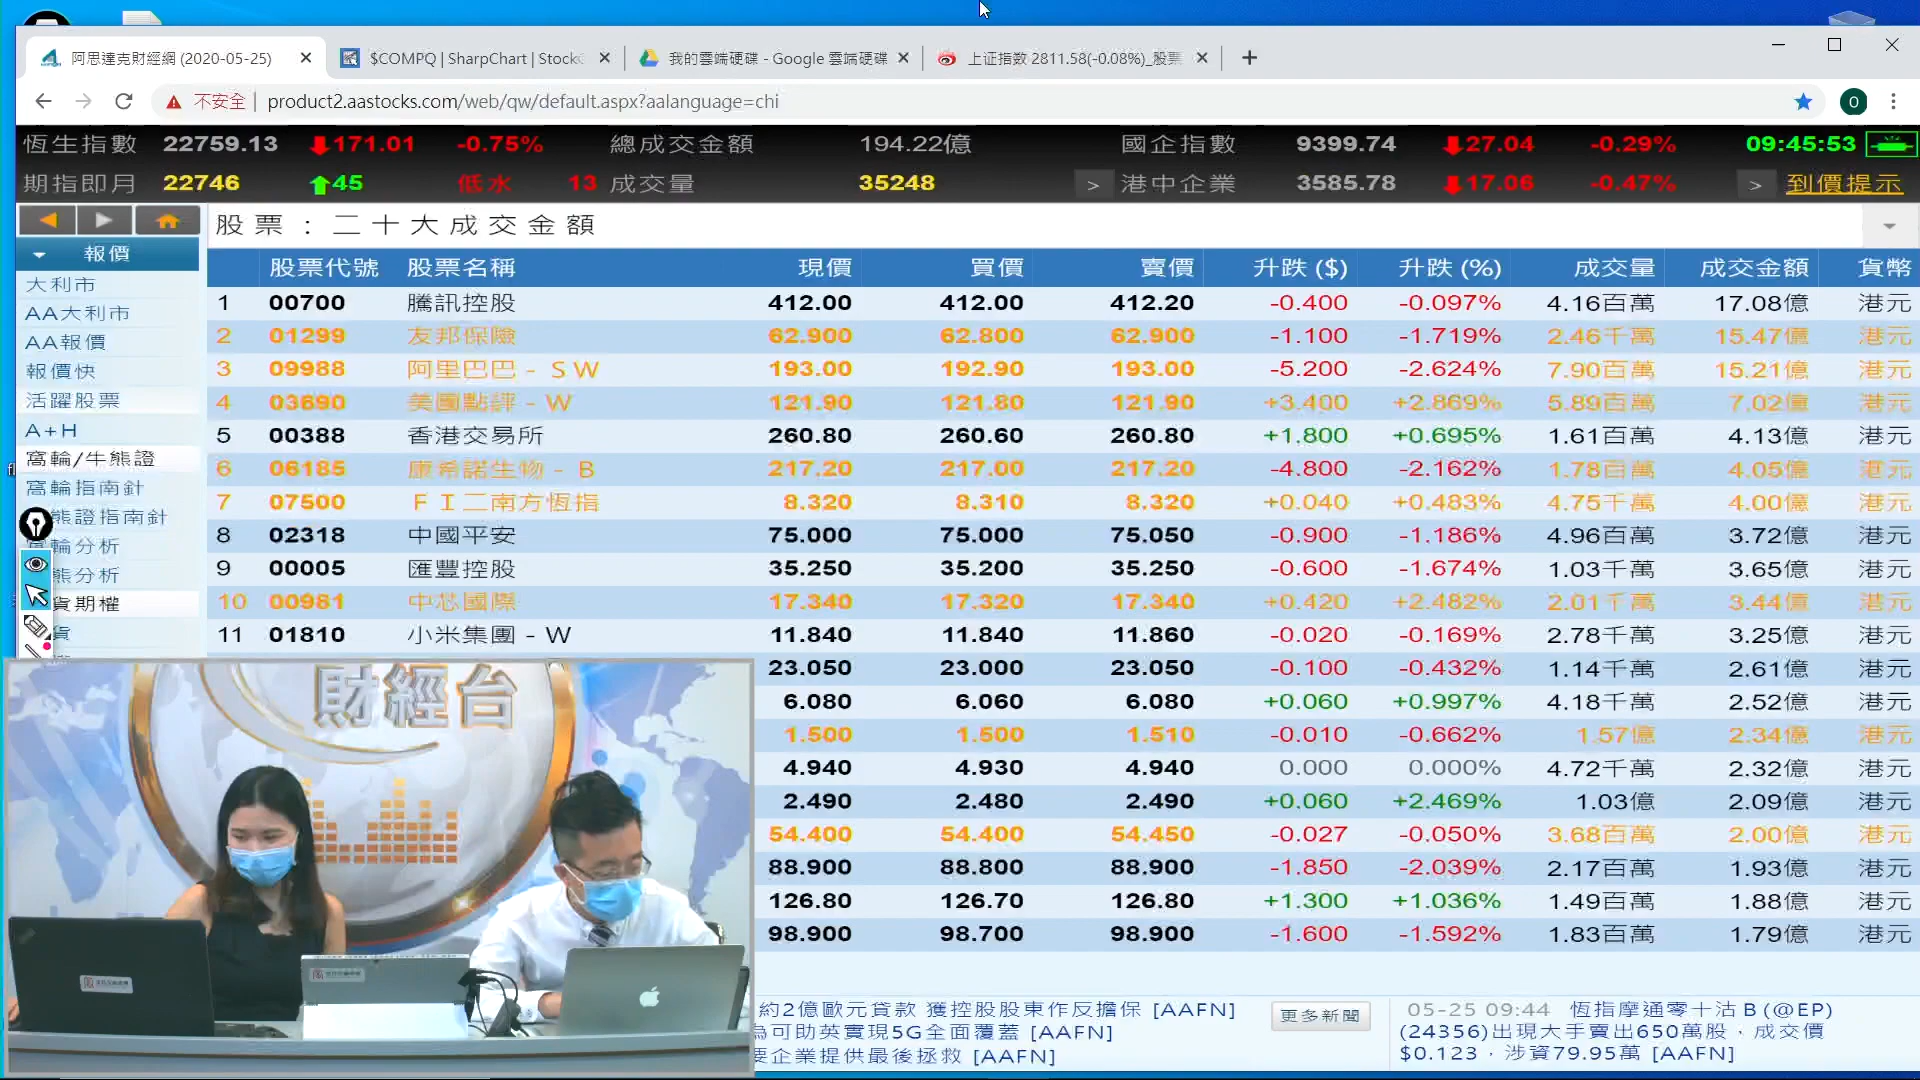 阿思達克財經網 (2020-05-25)
$COMPQ | SharpChart | Stock
我的雲端硬碟 - Google 雲端硬碟
上证指数 2811.58(-0.08%)_股票
不安全 | product2.aastocks.com/web/qw/default.aspx?aalanguage=chi
O
恆生指數 22759.13 171.01 -0.75% 總成交金額 194.22億 國企指數 9399.74 27.04 -0.29% 09:45:53
期指即月 22746 45 低水 13 成交量 35248 > 港中企業 3585.78 17.06 -0.47% > 到價提示
股票：二十大成交金額
報價
大利市
AA大利市
AA報價
報價快
活躍股票
A+H
窩輪/牛熊證
窩輪指南針
熊證指南針
輪分析
熊分析
貨期權
貨
股票代號 股票名稱 現價 買價 賣價 升跌 ($) 升跌 (%) 成交量 成交金額 貨幣
1 00700 騰訊控股 412.00 412.00 412.20 -0.400 -0.097% 4.16百萬 17.08億 港元
2 01299 友邦保險 62.900 62.800 62.900 -1.100 -1.719% 2.46千萬 15.47億 港元
3 09988 阿里巴巴－ＳＷ 193.00 192.90 193.00 -5.200 -2.624% 7.90百萬 15.21億 港元
4 03690 美團點評－Ｗ 121.90 121.80 121.90 +3.400 +2.869% 5.89百萬 7.02億 港元
5 00388 香港交易所 260.80 260.60 260.80 +1.800 +0.695% 1.61百萬 4.13億 港元
6 06185 康希諾生物－Ｂ 217.20 217.00 217.20 -4.800 -2.162% 1.78百萬 4.05億 港元
7 07500 ＦＩ二南方恆指 8.320 8.310 8.320 +0.040 +0.483% 4.75千萬 4.00億 港元
8 02318 中國平安 75.000 75.000 75.050 -0.900 -1.186% 4.96百萬 3.72億 港元
9 00005 匯豐控股 35.250 35.200 35.250 -0.600 -1.674% 1.03千萬 3.65億 港元
10 00981 中芯國際 17.340 17.320 17.340 +0.420 +2.482% 2.01千萬 3.44億 港元
11 01810 小米集團－Ｗ 11.840 11.840 11.860 -0.020 -0.169% 2.78千萬 3.25億 港元
23.050 23.000 23.050 -0.100 -0.432% 1.14千萬 2.61億 港元
6.080 6.060 6.080 +0.060 +0.997% 4.18千萬 2.52億 港元
1.500 1.500 1.510 -0.010 -0.662% 1.57億 2.34億 港元
4.940 4.930 4.940 0.000 0.000% 4.72千萬 2.32億 港元
2.490 2.480 2.490 +0.060 +2.469% 1.03億 2.09億 港元
54.400 54.400 54.450 -0.027 -0.050% 3.68百萬 2.00億 港元
88.900 88.800 88.900 -1.850 -2.039% 2.17百萬 1.93億 港元
126.80 126.70 126.80 +1.300 +1.036% 1.49百萬 1.88億 港元
98.900 98.700 98.900 -1.600 -1.592% 1.83百萬 1.79億 港元
財經台
約2億歐元貸款 獲控股股東作反擔保 [AAFN]
為可助英實現5G全面覆蓋 [AAFN]
要企業提供最後拯救 [AAFN]
更多新聞
05-25 09:44 恆指摩通零十沽Ｂ(@EP)
(24356)出現大手賣出650萬股，成交價
$0.123，涉資79.95萬 [AAFN]